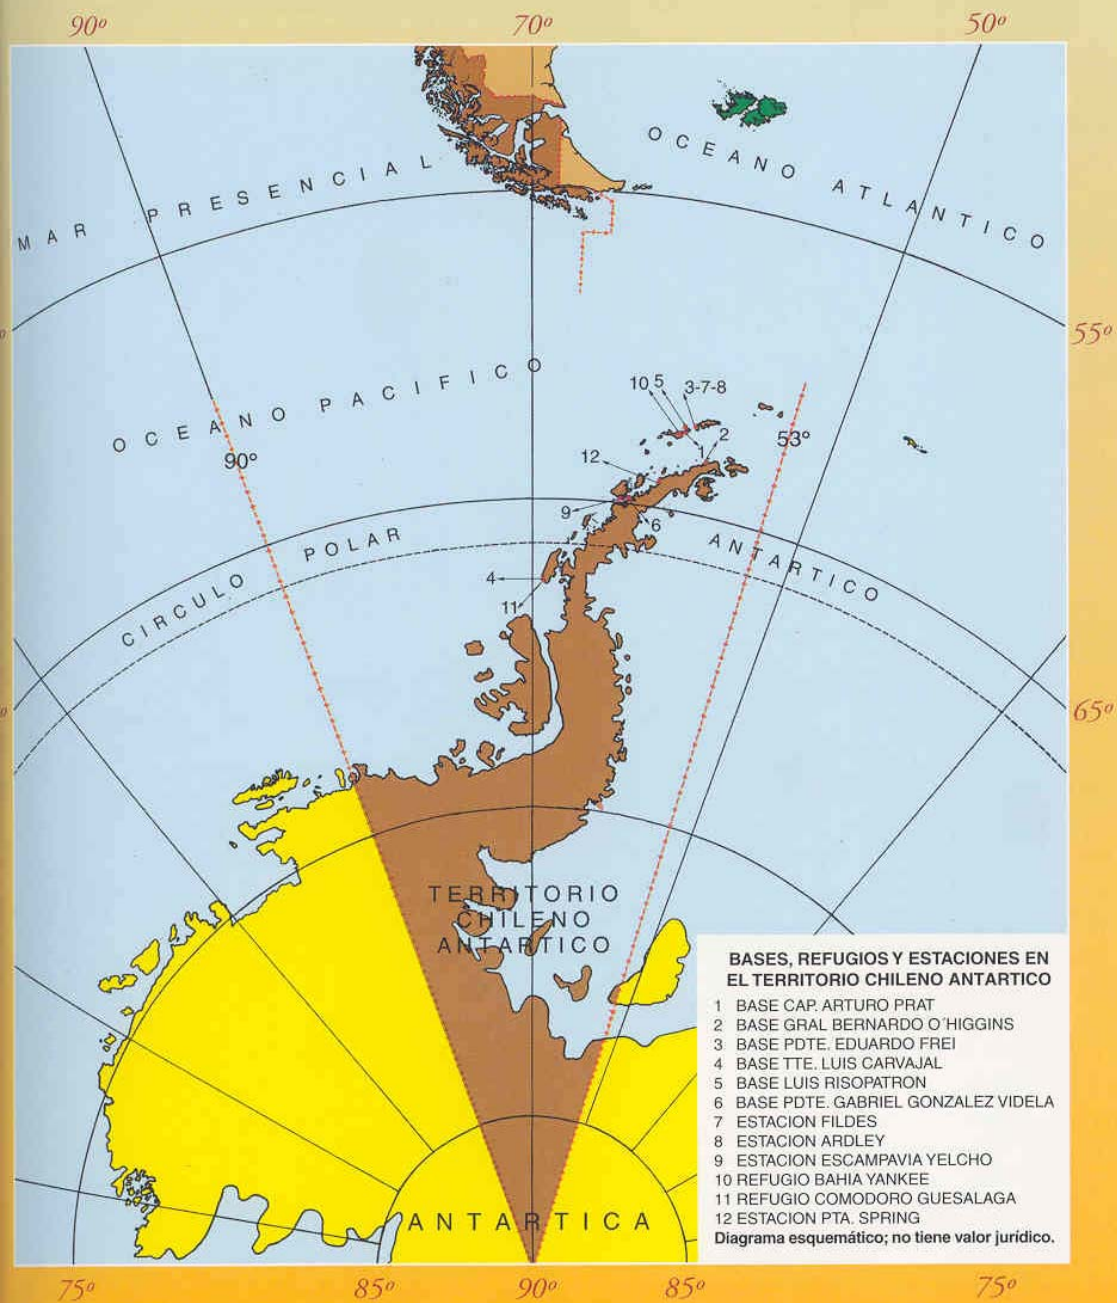 90º 70º 50º
MAR PRESENCIAL
OCEANO ATLANTICO
55º
OCEANO PACIFICO
90º
10 5 3-7-8
2
1
53º
12
9
6
CIRCULO POLAR ANTARTICO
4
11
65º
TERRITORIO
CHILENO
ANTARTICO
BASES, REFUGIOS Y ESTACIONES EN
EL TERRITORIO CHILENO ANTARTICO
1 BASE CAP. ARTURO PRAT
2 BASE GRAL BERNARDO O´HIGGINS
3 BASE PDTE. EDUARDO FREI
4 BASE TTE. LUIS CARVAJAL
5 BASE LUIS RISOPATRON
6 BASE PDTE. GABRIEL GONZALEZ VIDELA
7 ESTACION FILDES
8 ESTACION ARDLEY
9 ESTACION ESCAMPAVIA YELCHO
10 REFUGIO BAHIA YANKEE
11 REFUGIO COMODORO GUESALAGA
12 ESTACION PTA. SPRING
Diagrama esquemático; no tiene valor jurídico.
ANTARTICA
75º 85º 90º 85º 75º